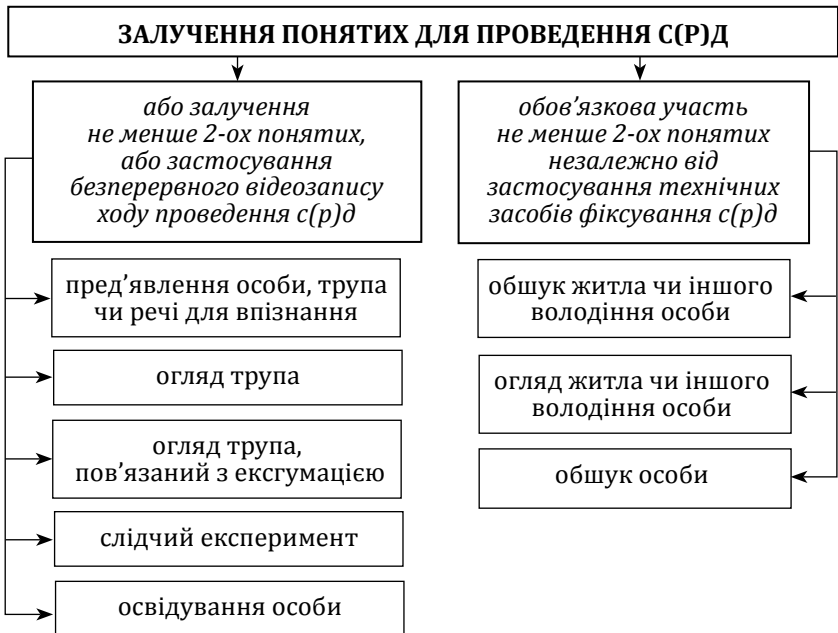 ЗАЛУЧЕННЯ ПОНЯТИХ ДЛЯ ПРОВЕДЕННЯ С(Р)Д
або залучення
не менше 2-ох понятих,
або застосування
безперервного відеозапису
ходу проведення с(р)д
пред’явлення особи, трупа
чи речі для впізнання
огляд трупа
огляд трупа,
пов’язаний з ексгумацією
слідчий експеримент
освідування особи
обов’язкова участь
не менше 2-ох понятих
незалежно від
застосування технічних
засобів фіксування с(р)д
обшук житла чи іншого
володіння особи
огляд житла чи іншого
володіння особи
обшук особи